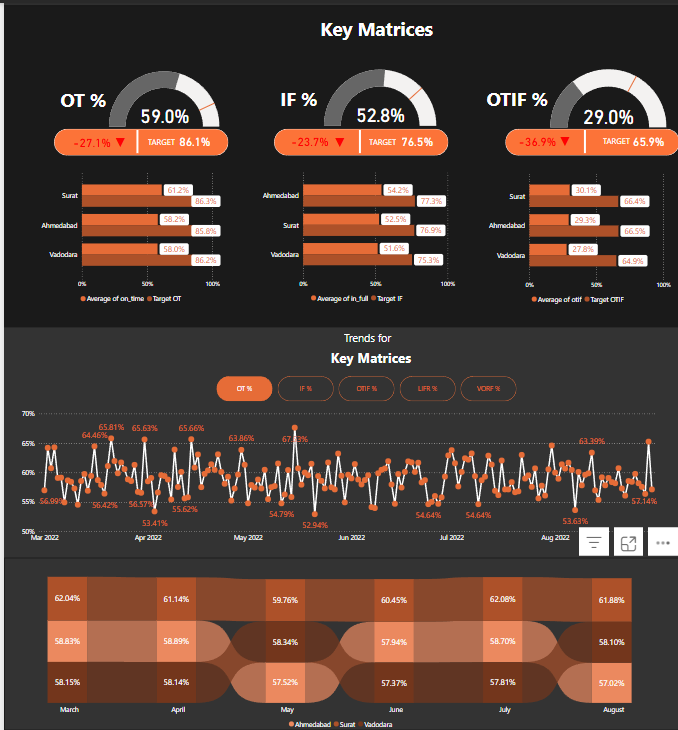 Key Matrices
OT %
59.0%
-27.1% ▼ TARGET 86.1%
IF %
52.8%
-23.7% ▼ TARGET 76.5%
OTIF %
29.0%
-36.9% ▼ TARGET 65.9%
Surat 61.2% 86.3%
Ahmedabad 58.2% 85.8%
Vadodara 58.0% 86.2%
0% 50% 100%
Average of on_time Target OT
Ahmedabad 54.2% 77.3%
Surat 52.5% 76.9%
Vadodara 51.6% 75.3%
0% 50% 100%
Average of in_full Target IF
Surat 30.1% 66.4%
Ahmedabad 29.3% 66.5%
Vadodara 27.8% 64.9%
0% 50% 100%
Average of otif Target OTIF
Trends for
Key Matrices
OT % IF % OTIF % LIFR % VORF %
70%
65%
60%
55%
50%
64.46% 65.81% 65.63% 65.66% 63.86% 63.39%
56.42% 56.57% 53.41% 55.62% 54.79% 52.94% 54.64% 54.64% 53.63% 57.14%
Mar 2022 Apr 2022 May 2022 Jun 2022 Jul 2022 Aug 2022
62.04% 61.14% 59.76% 60.45% 62.08% 61.88%
58.83% 58.89% 58.34% 57.94% 58.70% 58.10%
58.15% 58.14% 57.52% 57.37% 57.81% 57.02%
March April May June July August
Ahmedabad Surat Vadodara